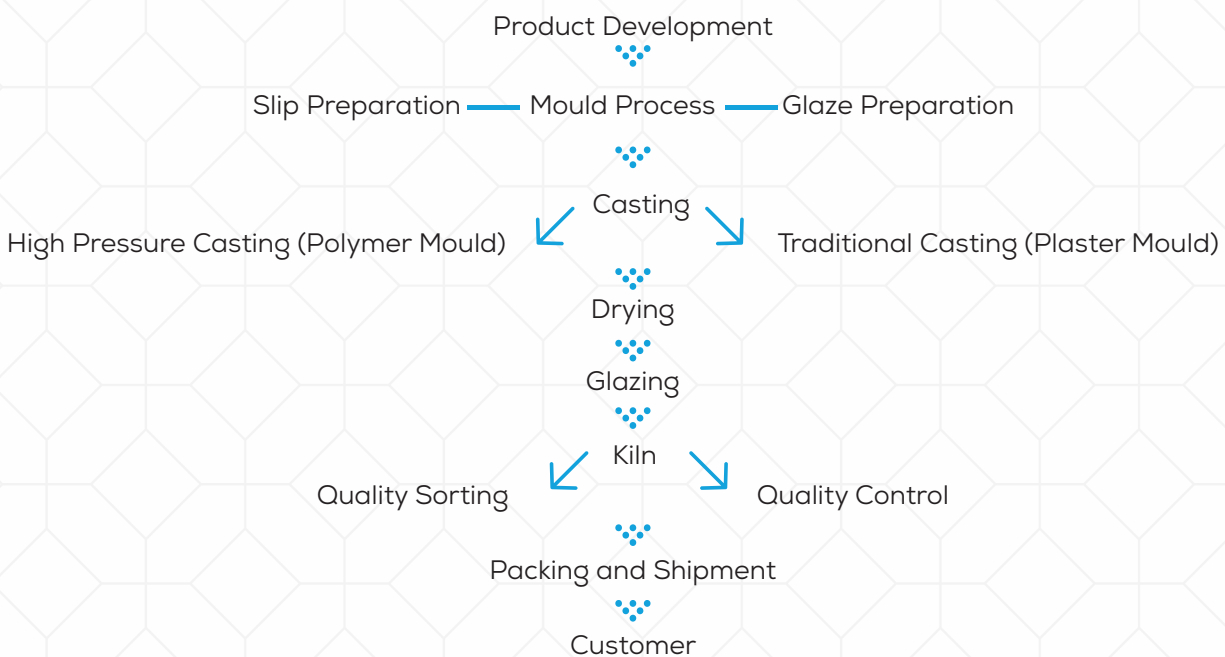 Product Development
Slip Preparation Mould Process Glaze Preparation
Casting
High Pressure Casting (Polymer Mould) Traditional Casting (Plaster Mould)
Drying
Glazing
Kiln
Quality Sorting Quality Control
Packing and Shipment
Customer